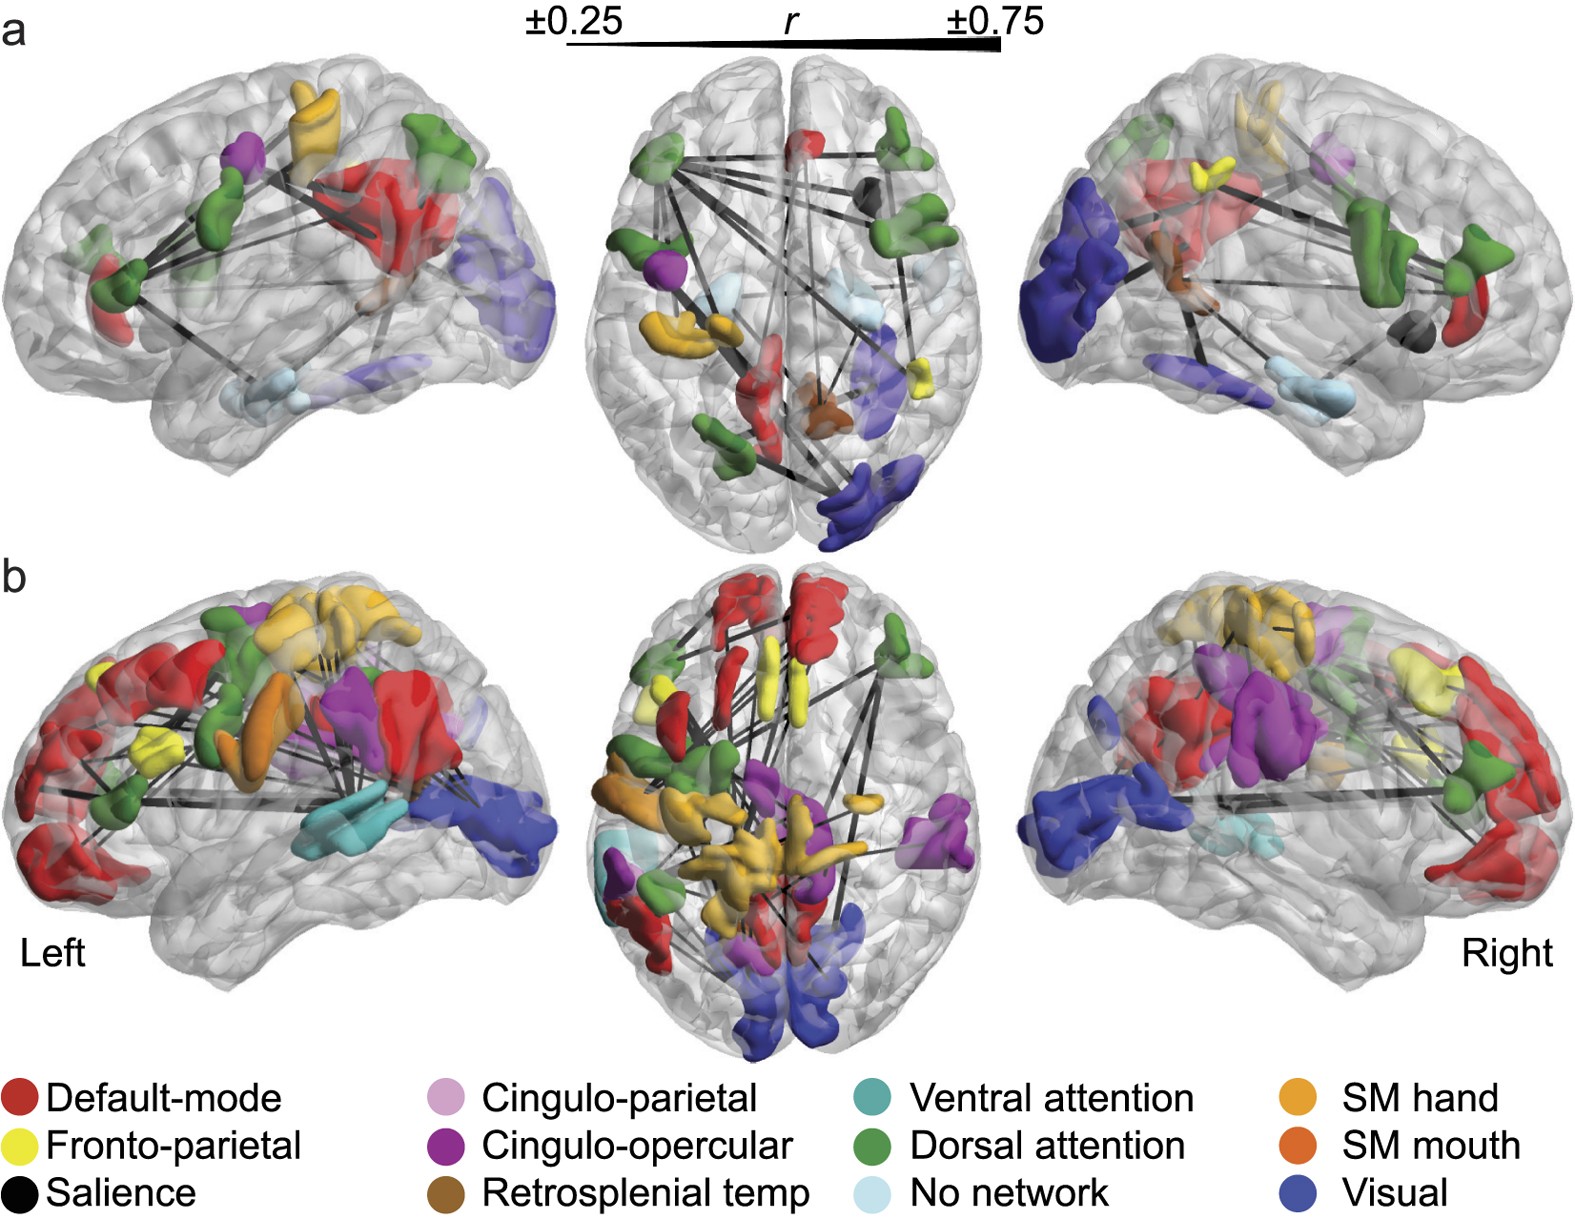 a
±0.25 r ±0.75
b
Left
Right
Default-mode
Fronto-parietal
Salience
Cingulo-parietal
Cingulo-opercular
Retrosplenial temp
Ventral attention
Dorsal attention
No network
SM hand
SM mouth
Visual